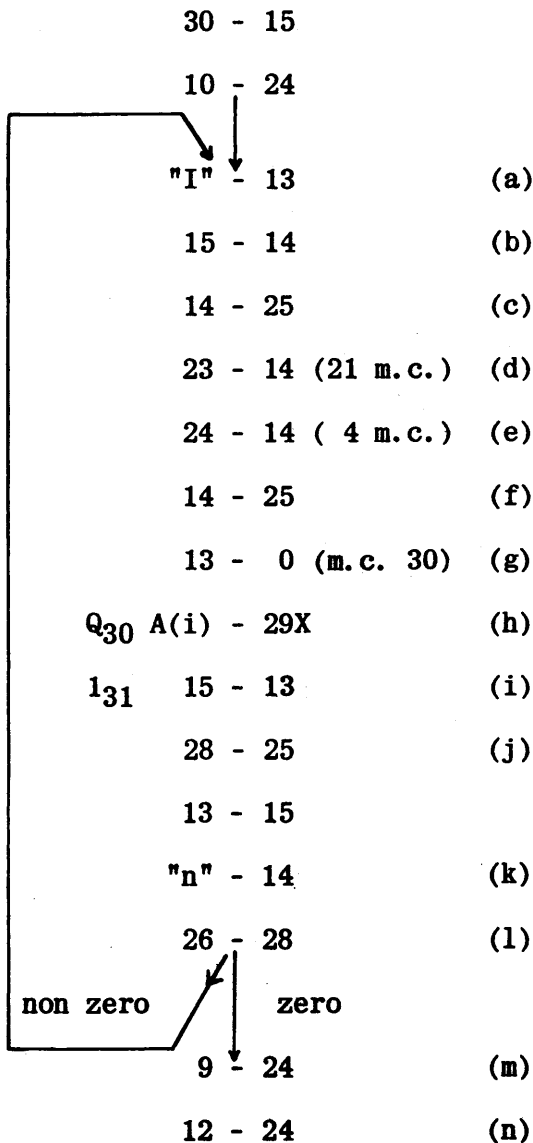 30 - 15
10 - 24
"I" - 13 (a)
15 - 14 (b)
14 - 25 (c)
23 - 14 (21 m.c.) (d)
24 - 14 ( 4 m.c.) (e)
14 - 25 (f)
13 - 0 (m.c. 30) (g)
Q30 A(i) - 29X (h)
131 15 - 13 (i)
28 - 25 (j)
13 - 15
"n" - 14 (k)
26 - 28 (l)
non zero zero
9 - 24 (m)
12 - 24 (n)